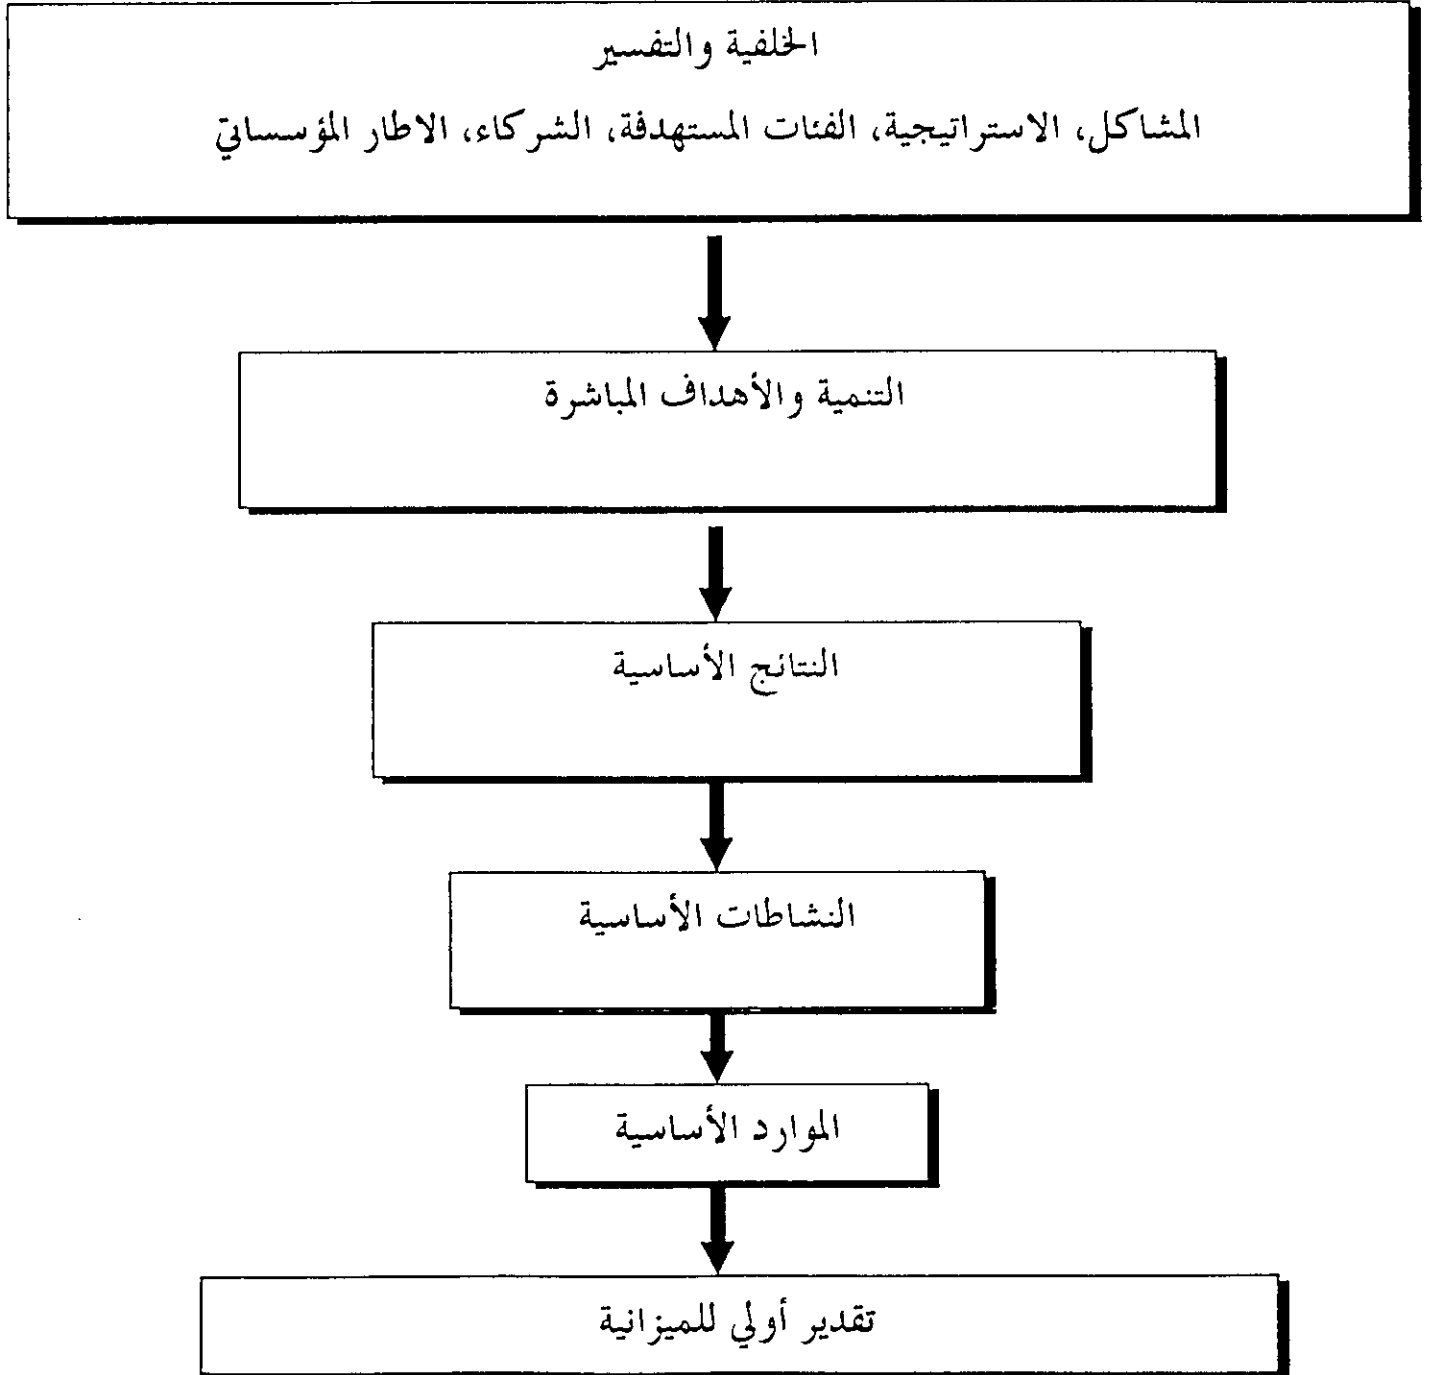 الخلفية والتفسير
المشاكل، الاستراتيجية، الفئات المستهدفة، الشركاء، الاطار المؤسساتي
التنمية والأهداف المباشرة
النتائج الأساسية
النشاطات الأساسية
الموارد الأساسية
تقدير أولي للميزانية